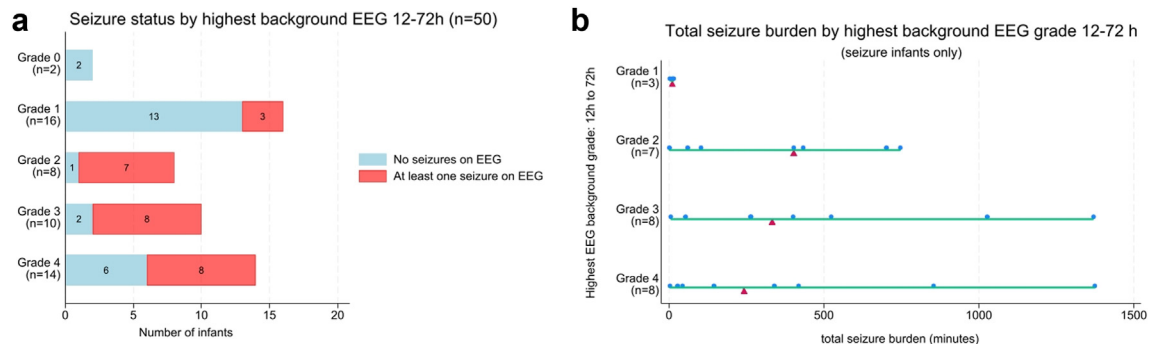 a
Seizure status by highest background EEG 12-72h (n=50)
Grade 0
(n=2)
2
Grade 1
(n=16)
13
3
Grade 2
(n=8)
1
7
Grade 3
(n=10)
2
8
Grade 4
(n=14)
6
8
0
5
10
15
20
Number of infants
No seizures on EEG
At least one seizure on EEG
b
Total seizure burden by highest background EEG grade 12-72 h
(seizure infants only)
Highest EEG background grade: 12h to 72h
Grade 1
(n=3)
Grade 2
(n=7)
Grade 3
(n=8)
Grade 4
(n=8)
0
500
1000
1500
total seizure burden (minutes)